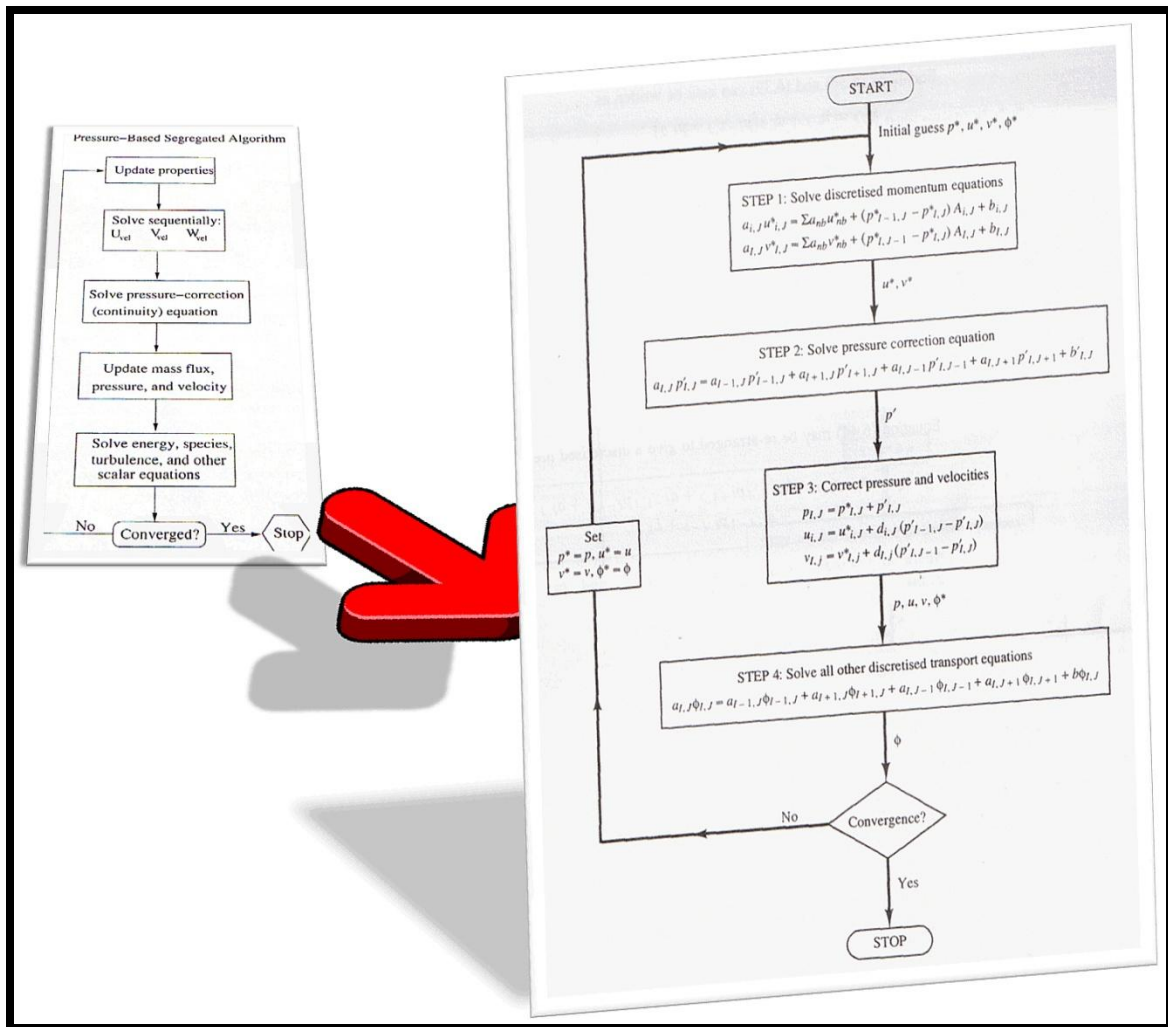 Pressure−Based Segregated Algorithm
Update properties
Solve sequentially:
U_vel V_vel W_vel
Solve pressure−correction
(continuity) equation
Update mass flux,
pressure, and velocity
Solve energy, species,
turbulence, and other
scalar equations
No
Converged?
Yes
Stop
START
Initial guess p*, u*, v*, ϕ*
STEP 1: Solve discretised momentum equations
a_{i,J} u*_{i,J} = Σa_{nb}u*_{nb} + (p*_{I−1,J} − p*_{I,J}) A_{i,J} + b_{i,J}
a_{I,J} v*_{I,J} = Σa_{nb}v*_{nb} + (p*_{I,J−1} − p*_{I,J}) A_{I,J} + b_{I,J}
u*, v*
STEP 2: Solve pressure correction equation
a_{I,J} p′_{I,J} = a_{I−1,J} p′_{I−1,J} + a_{I+1,J} p′_{I+1,J} + a_{I,J−1} p′_{I,J−1} + a_{I,J+1} p′_{I,J+1} + b′_{I,J}
p′
STEP 3: Correct pressure and velocities
p_{I,J} = p*_{I,J} + p′_{I,J}
u_{i,J} = u*_{i,J} + d_{i,J} (p′_{I−1,J} − p′_{I,J})
v_{I,j} = v*_{I,j} + d_{I,j} (p′_{I,J−1} − p′_{I,J})
Set
p* = p, u* = u
v* = v, ϕ* = ϕ
p, u, v, ϕ*
STEP 4: Solve all other discretised transport equations
a_{I,J}ϕ_{I,J} = a_{I−1,J}ϕ_{I−1,J} + a_{I+1,J}ϕ_{I+1,J} + a_{I,J−1}ϕ_{I,J−1} + a_{I,J+1}ϕ_{I,J+1} + bϕ_{I,J}
ϕ
No
Convergence?
Yes
STOP